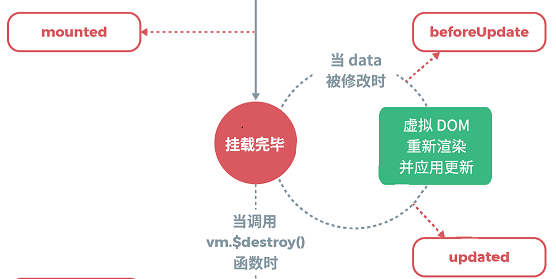 mounted
beforeUpdate
当 data
被修改时
挂载完毕
虚拟 DOM
重新渲染
并应用更新
当调用
vm.$destroy()
函数时
updated